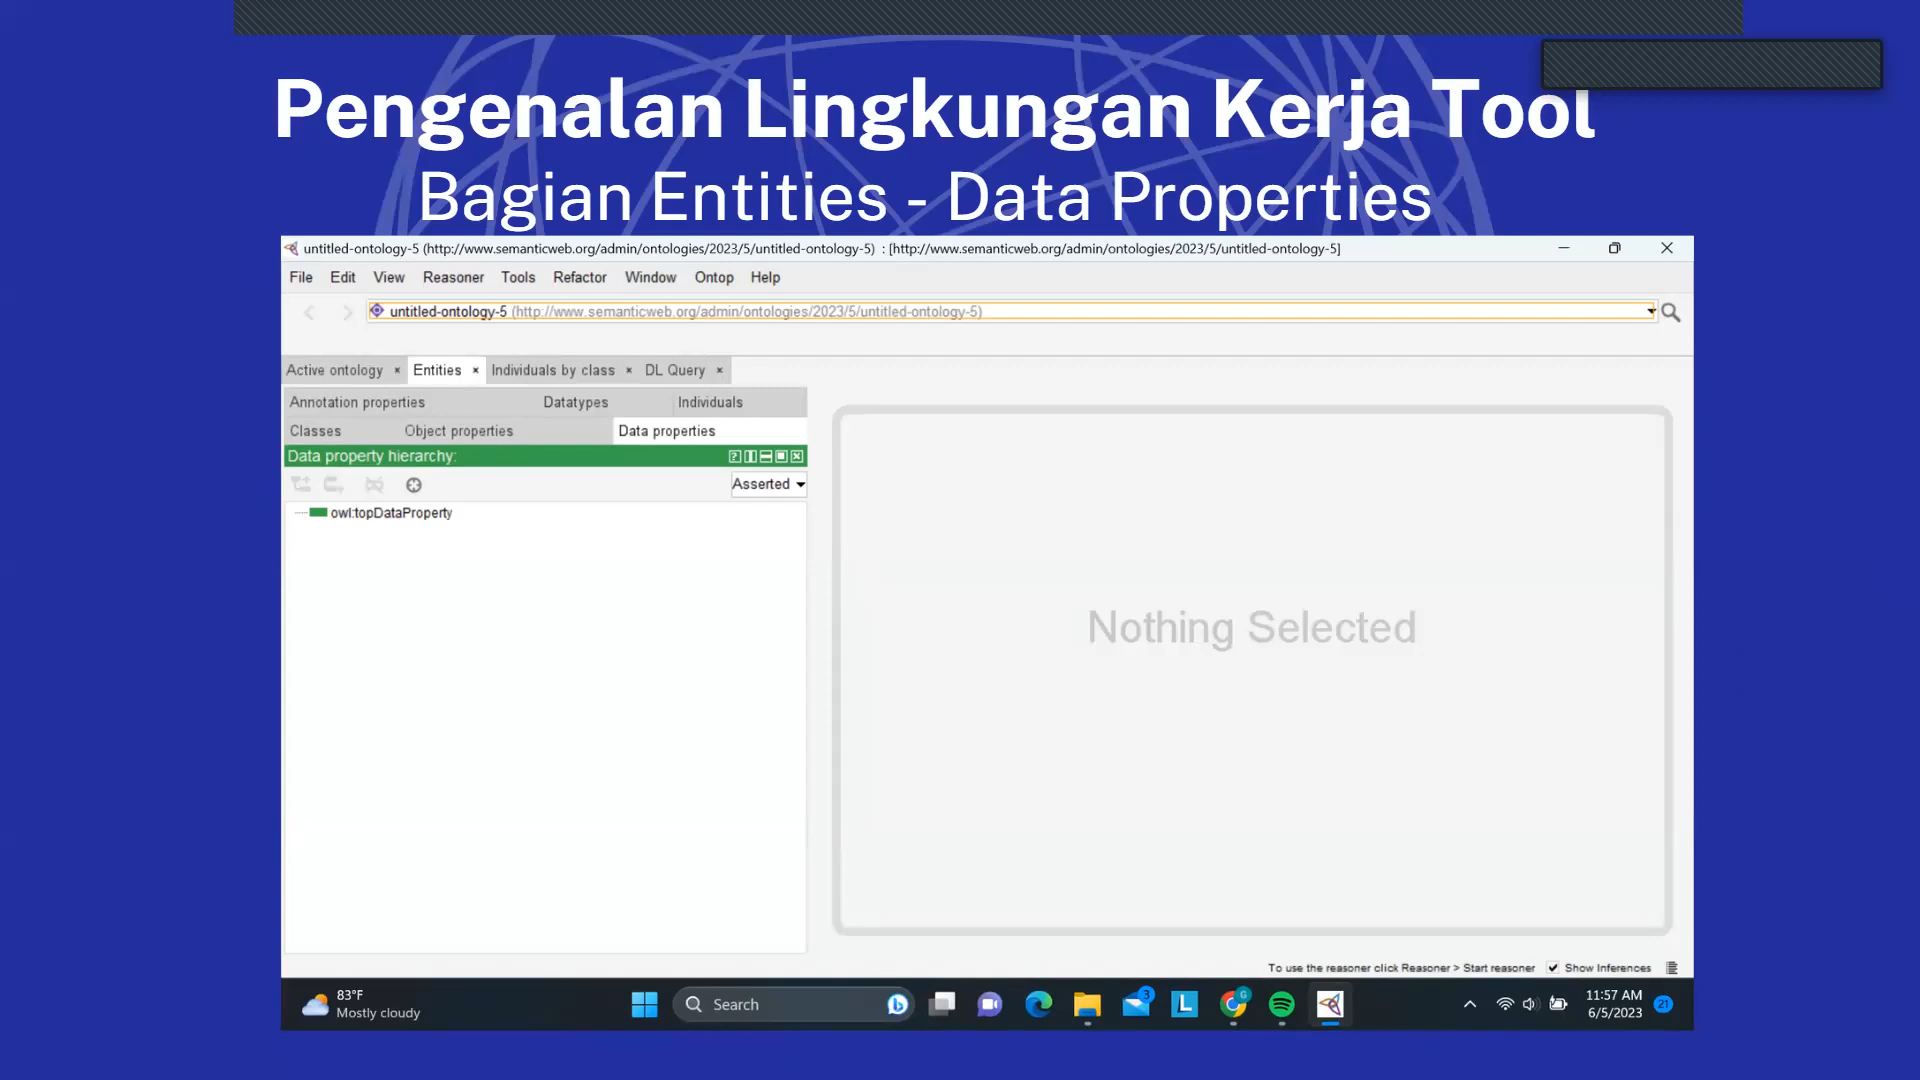 Pengenalan Lingkungan Kerja Tool
Bagian Entities - Data Properties
untitled-ontology-5 (http://www.semanticweb.org/admin/ontologies/2023/5/untitled-ontology-5) : [http://www.semanticweb.org/admin/ontologies/2023/5/untitled-ontology-5]
File Edit View Reasoner Tools Refactor Window Ontop Help
untitled-ontology-5 (http://www.semanticweb.org/admin/ontologies/2023/5/untitled-ontology-5)
Active ontology × Entities × Individuals by class × DL Query ×
Annotation properties Datatypes Individuals
Classes Object properties Data properties
Data property hierarchy:
Asserted
owl:topDataProperty
Nothing Selected
To use the reasoner click Reasoner > Start reasoner Show Inferences
83°F
Mostly cloudy
Search
3
L
G
11:57 AM
6/5/2023
21